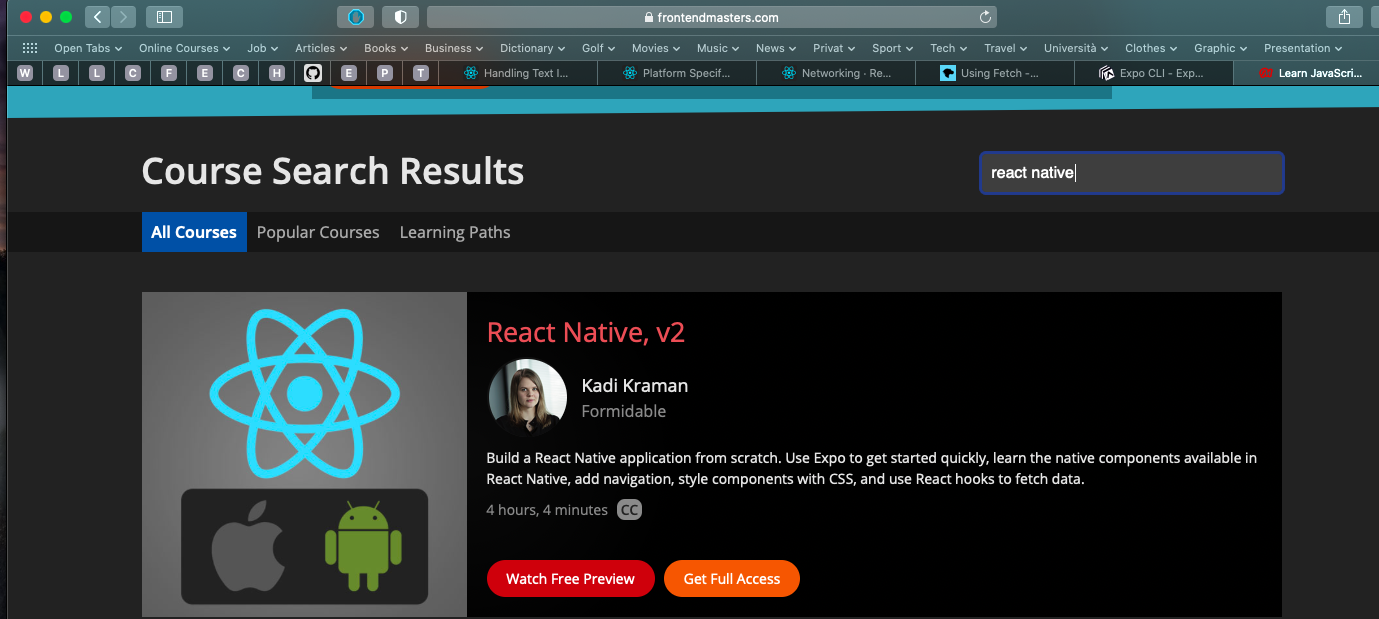 frontendmasters.com
Open Tabs Online Courses Job Articles Books Business Dictionary Golf Movies Music News Privat Sport Tech Travel Università Clothes Graphic Presentation
W L L C F E C H E P T Handling Text I... Platform Specif... Networking · Re... Using Fetch -... Expo CLI - Exp... Learn JavaScri...
Course Search Results
react native
All Courses Popular Courses Learning Paths
React Native, v2
Kadi Kraman
Formidable
Build a React Native application from scratch. Use Expo to get started quickly, learn the native components available in
React Native, add navigation, style components with CSS, and use React hooks to fetch data.
4 hours, 4 minutes CC
Watch Free Preview Get Full Access